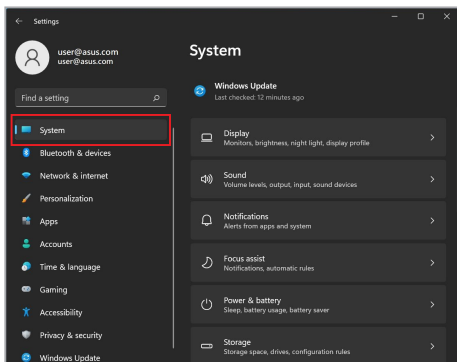 Settings
user@asus.com
user@asus.com
Find a setting
System
Bluetooth & devices
Network & internet
Personalization
Apps
Accounts
Time & language
Gaming
Accessibility
Privacy & security
Windows Update
System
Windows Update
Last checked: 12 minutes ago
Display
Monitors, brightness, night light, display profile
Sound
Volume levels, output, input, sound devices
Notifications
Alerts from apps and system
Focus assist
Notifications, automatic rules
Power & battery
Sleep, battery usage, battery saver
Storage
Storage space, drives, configuration rules